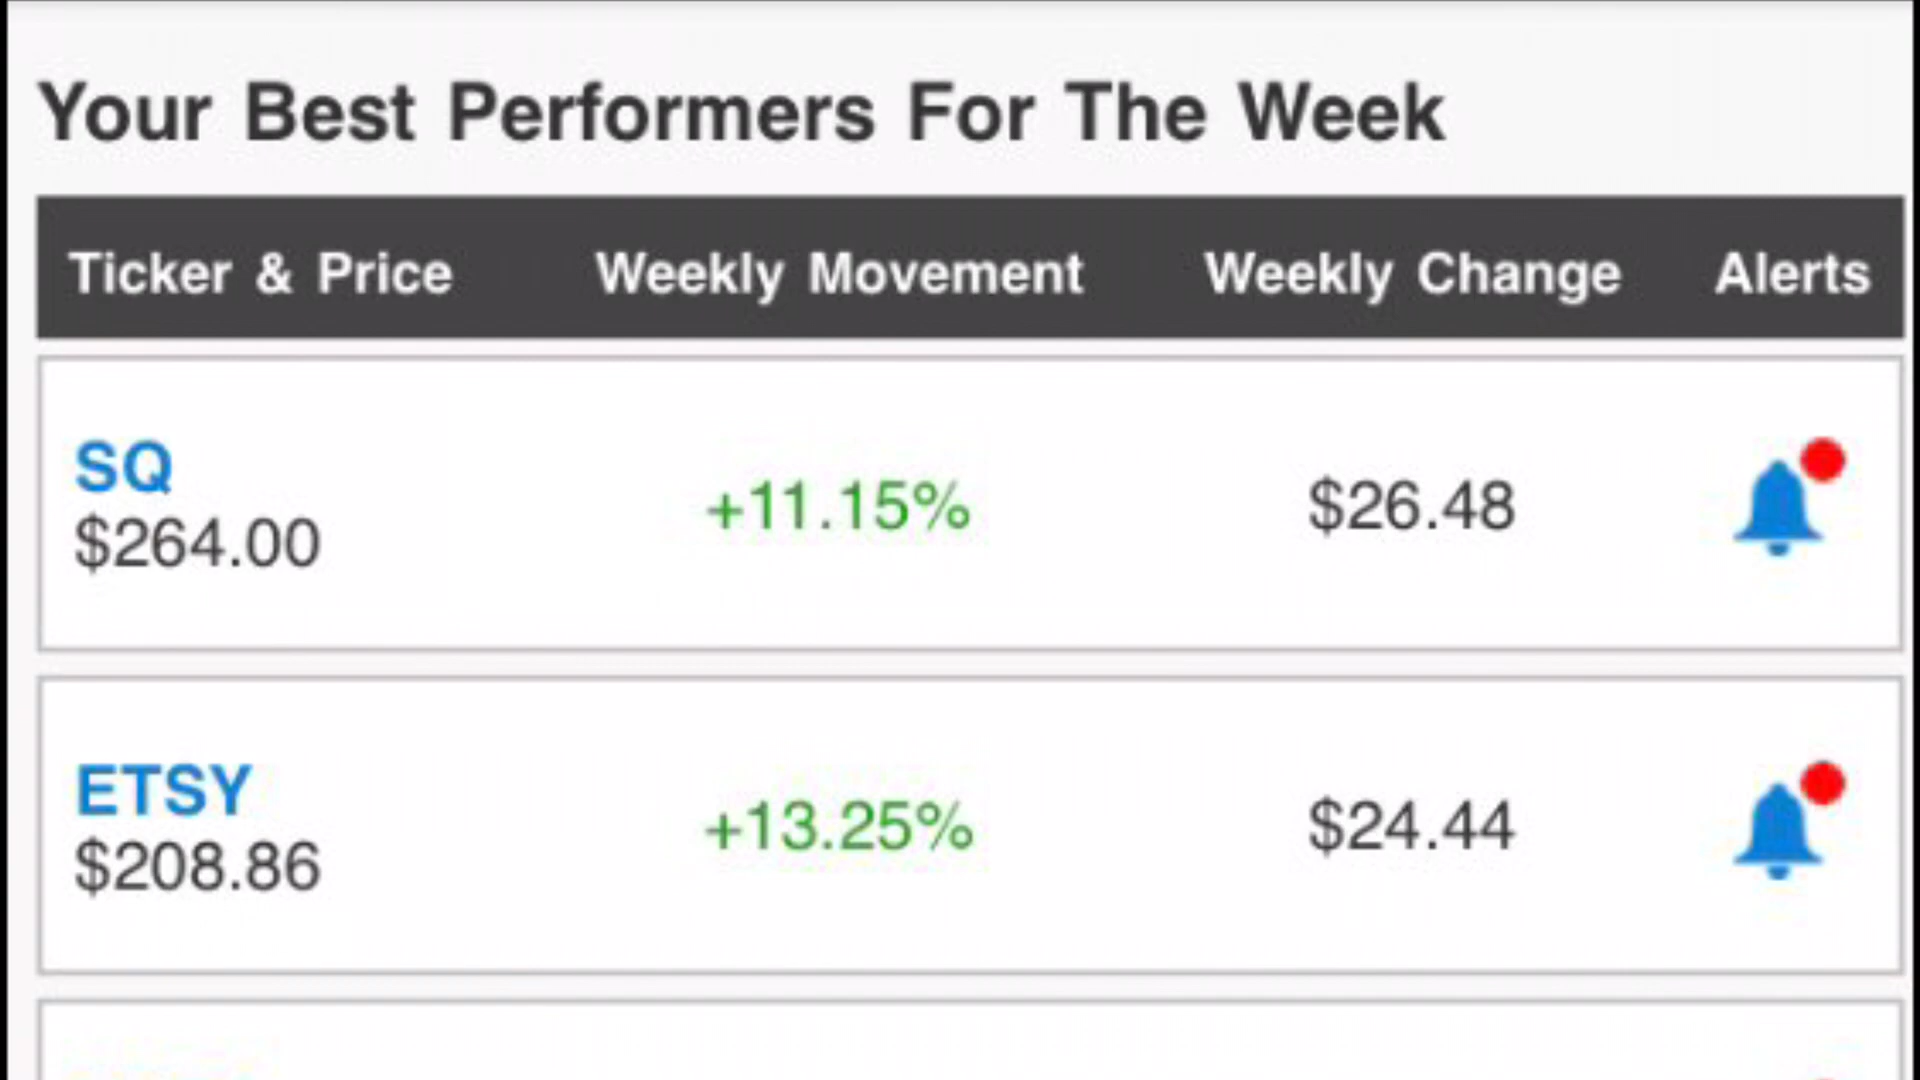 Your Best Performers For The Week
Ticker & Price Weekly Movement Weekly Change Alerts
SQ
$264.00 +11.15% $26.48
ETSY
$208.86 +13.25% $24.44